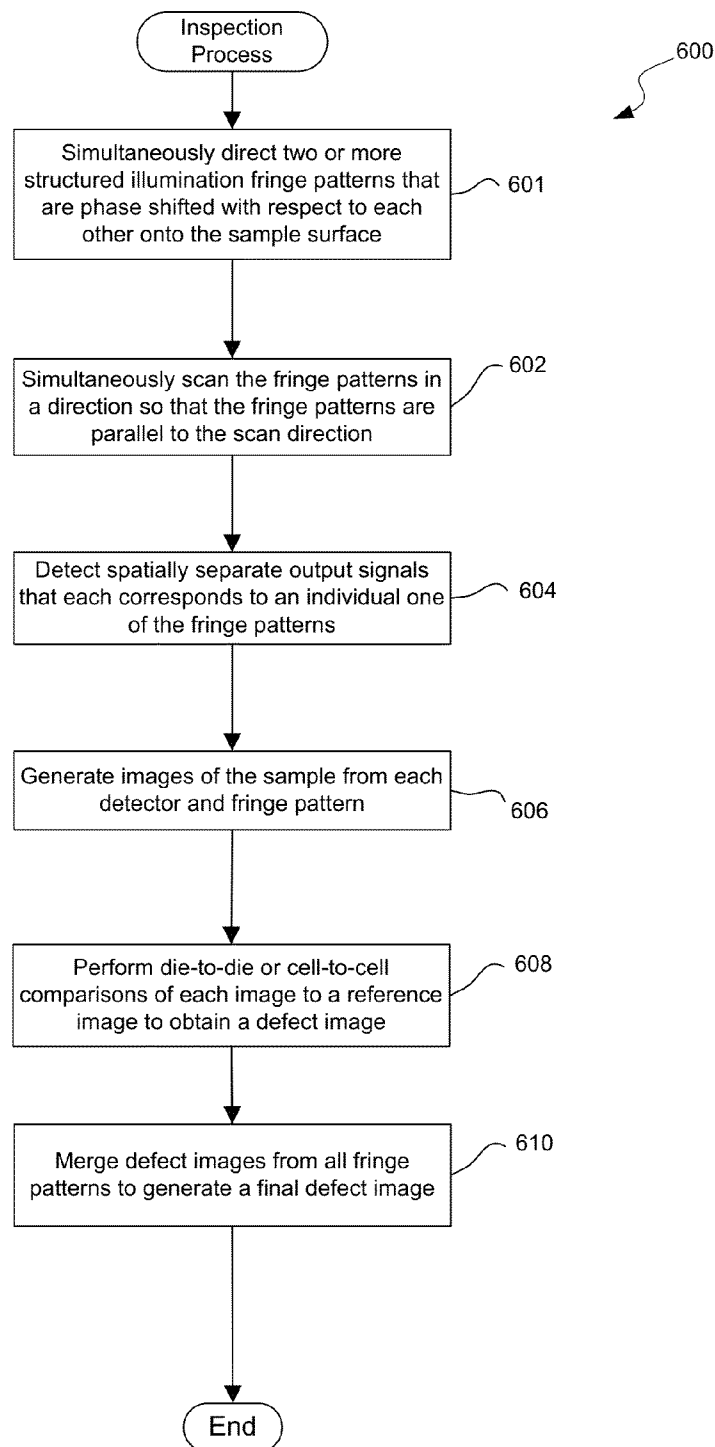 Inspection
Process
600
Simultaneously direct two or more
structured illumination fringe patterns that
are phase shifted with respect to each
other onto the sample surface
601
Simultaneously scan the fringe patterns in
a direction so that the fringe patterns are
parallel to the scan direction
602
Detect spatially separate output signals
that each corresponds to an individual one
of the fringe patterns
604
Generate images of the sample from each
detector and fringe pattern
606
Perform die-to-die or cell-to-cell
comparisons of each image to a reference
image to obtain a defect image
608
Merge defect images from all fringe
patterns to generate a final defect image
610
End